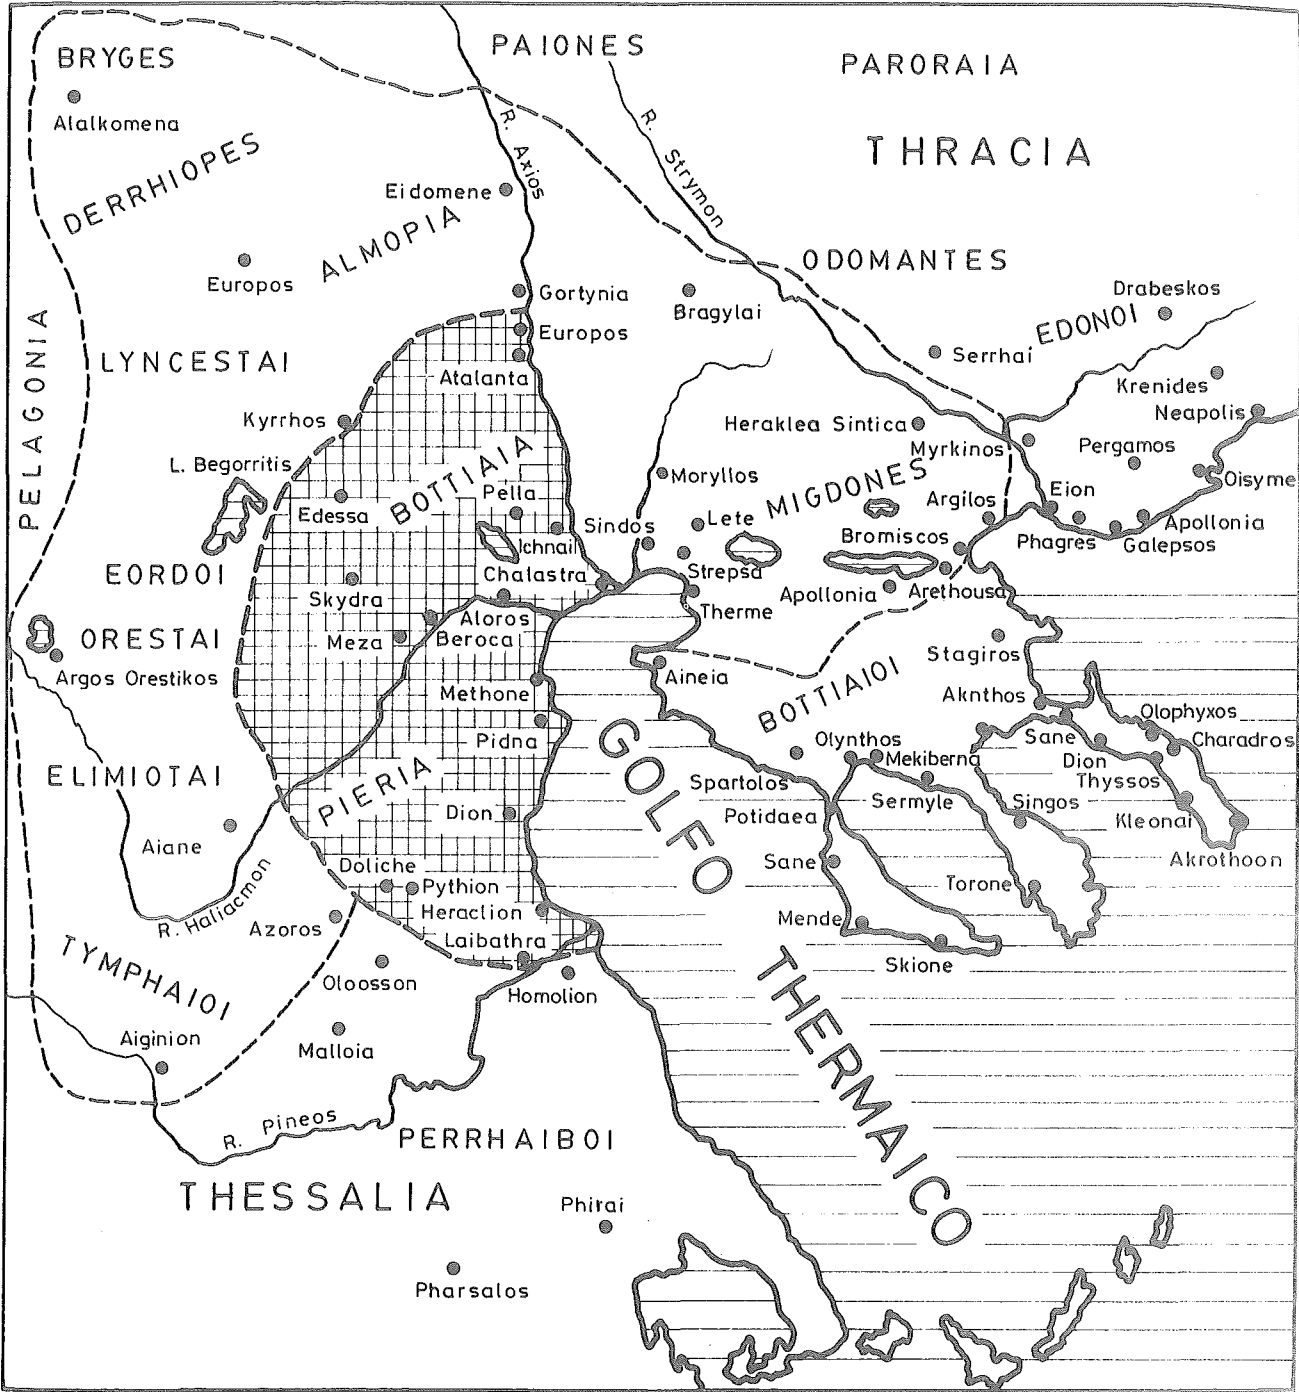 BRYGES
PAIONES
PARORAIA
Alalkomena
R. Axios
R. Strymon
THRACIA
DERRHIOPES
Eidomene
ALMOPIA
ODOMANTES
Europos
Gortynia
Bragylai
Drabeskos
EDONOI
PELAGONIA
LYNCESTAI
Europos
Atalanta
Serrhai
Krenides
Neapolis
Kyrrhos
Heraklea Sintica
Myrkinos
Pergamos
L. Begorritis
BOTTIAIA
Moryllos
MIGDONES
Oisyme
Edessa
Pella
Sindos
Lete
Argilos
Eion
Apollonia
Ichnail
Bromiscos
Phagres
Galepsos
EORDOI
Chalastra
Strepsa
Skydra
Apollonia
Arethousa
Therme
ORESTAI
Meza
Aloros
Beroca
Stagiros
Argos Orestikos
Methone
Aineia
BOTTIAIOI
Aknthos
Olophyxos
Pidna
GOLFO
Olynthos
Mekiberna
Sane
Charadros
ELIMIOTAI
Spartolos
Dion
Thyssos
PIERIA
Dion
Potidaea
Sermyle
Singos
Kleonai
Aiane
Sane
Akrothoon
Doliche
Pythion
Torone
R. Haliacmon
Azoros
Heraclion
Mende
TYMPHAIOI
Laibathra
Skione
Oloosson
Homolion
THERMAICO
Aiginion
Malloia
R. Pineos
PERRHAIBOI
THESSALIA
Phirai
Pharsalos